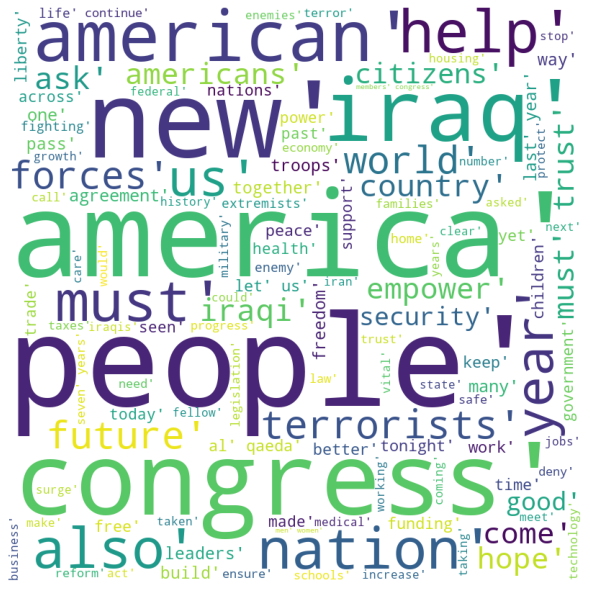 life' continue' enemies' terror'
american' help'
stop'
way'
housing'
liberty'
ask' americans' citizens'
members' congress'
across' federal' nations' power'
one' new' iraq'
past' last' year'
fighting' economy'
pass' troops' world' number' protect'
growth'
forces' us' together' country' trust'
call' agreement' families' asked'
history' extremists' support' next'
america'
peace' clear' yet'
care' military' health' home' children'
would' enemy' iran' years'
must' let' us' empower' must'
trade' iraqi' could' freedom' security' government'
taxes' iraqis' seen' progress' keep' year'
people'
trust' law' vital' state' safe' many'
seven' years' need' legislation'
today' fellow' terrorists'
future' better' tonight' work' jobs'
al' qaeda' time' deny'
congress'
surge' working' coming' good'
make' free' taken' made' medical' funding' meet'
also' men' women' nation' come'
business' leaders' taking' hope' technology'
reform' act' build' ensure' schools' increase'